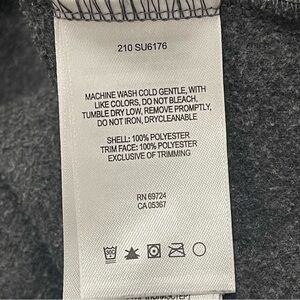 210 SU6176
MACHINE WASH COLD GENTLE, WITH
LIKE COLORS, DO NOT BLEACH,
TUMBLE DRY LOW, REMOVE PROMPTLY,
DO NOT IRON, DRYCLEANABLE
SHELL: 100% POLYESTER
TRIM FACE: 100% POLYESTER
EXCLUSIVE OF TRIMMING
RN 69724
CA 05367